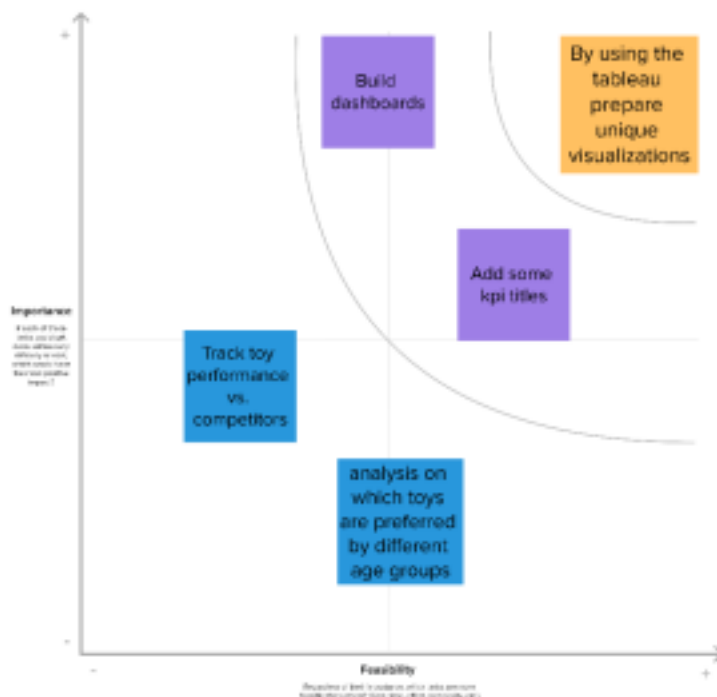 +
Build
dashboards
By using the
tableau
prepare
unique
visualizations
Add some
kpi titles
Importance
Track toy
performance
vs.
competitors
analysis on
which toys
are preferred
by different
age groups
-
-
Feasibility
+